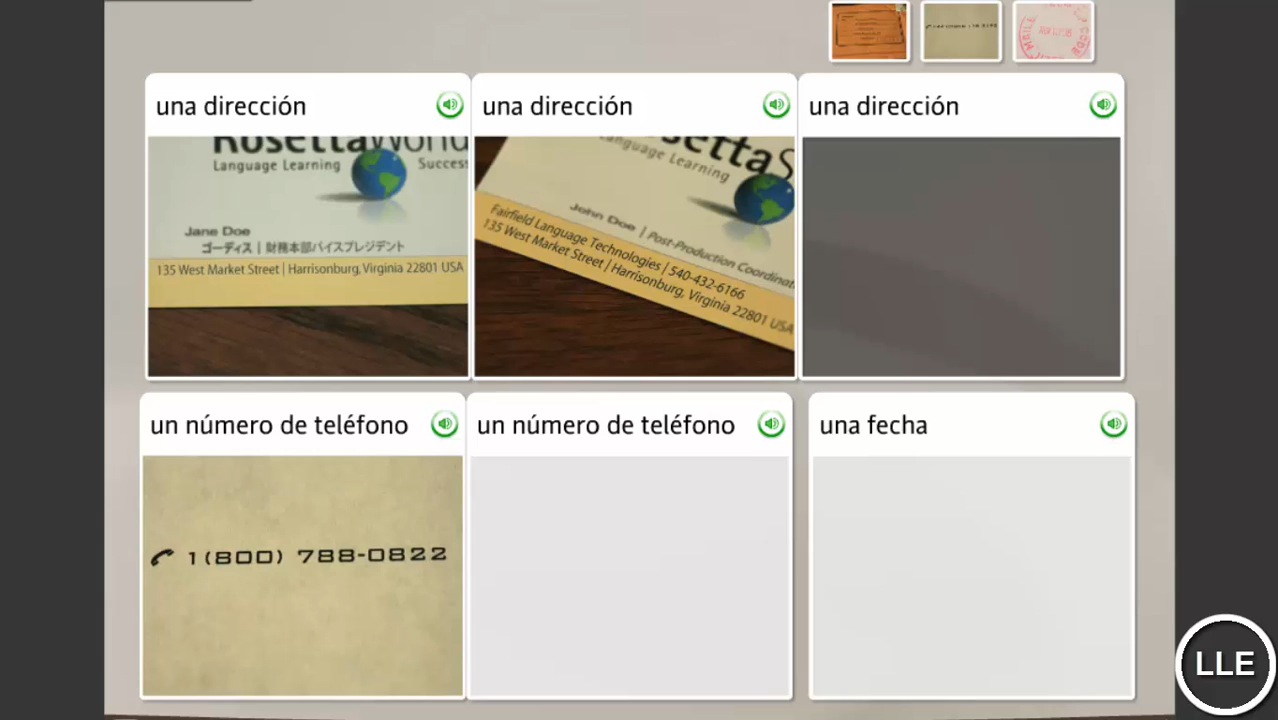 una dirección
una dirección
una dirección
RosettaWorld
Language Learning Success
Jane Doe
ゴーディス | 財務本部バイスプレジデント
135 West Market Street | Harrisonburg, Virginia 22801 USA
settaS
Language Learning
John Doe | Post-Production Coordinat
Fairfield Language Technologies | 540-432-6166
135 West Market Street | Harrisonburg, Virginia 22801 USA
un número de teléfono
un número de teléfono
una fecha
1(800) 788-0822
LLE